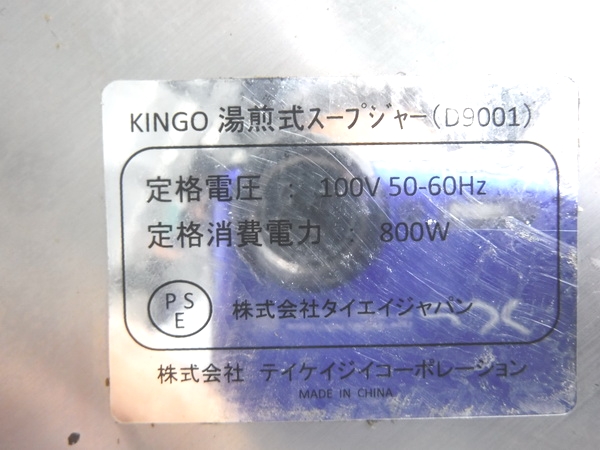 KINGO 湯煎式スープジャー(D9001)
定格電圧 : 100V 50-60Hz
定格消費電力 : 800W
PSE 株式会社タイエイジャパン
株式会社 テイケイジイコーポレーション
MADE IN CHINA